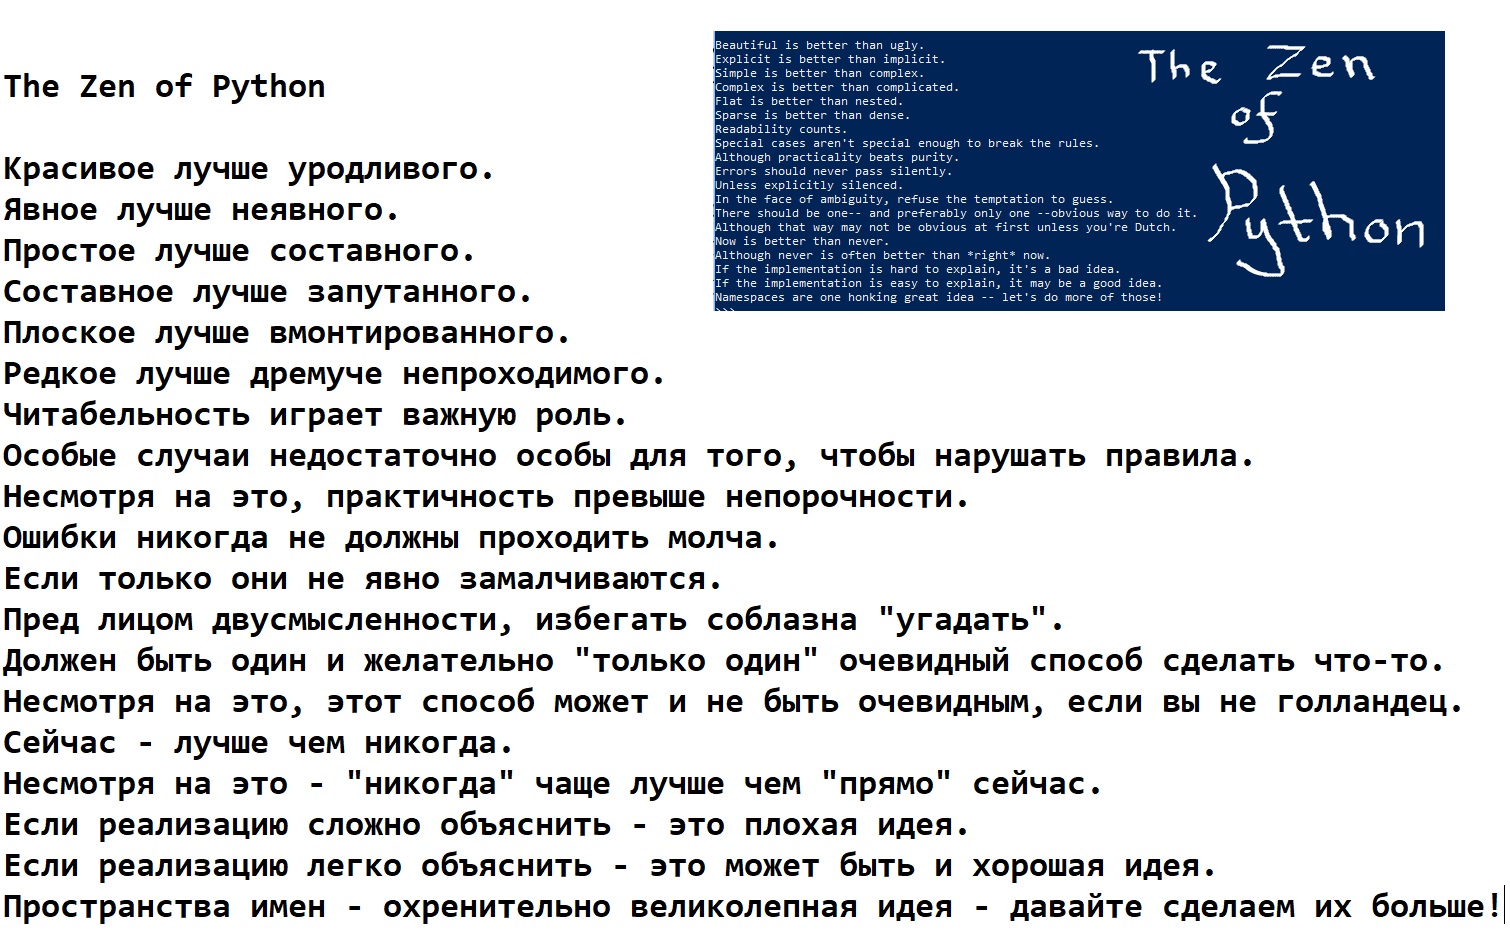 The Zen of Python
Красивое лучше уродливого.
Явное лучше неявного.
Простое лучше составного.
Составное лучше запутанного.
Плоское лучше вмонтированного.
Редкое лучше дремуче непроходимого.
Читабельность играет важную роль.
Особые случаи недостаточно особы для того, чтобы нарушать правила.
Несмотря на это, практичность превыше непорочности.
Ошибки никогда не должны проходить молча.
Если только они не явно замалчиваются.
Пред лицом двусмысленности, избегать соблазна "угадать".
Должен быть один и желательно "только один" очевидный способ сделать что-то.
Несмотря на это, этот способ может и не быть очевидным, если вы не голландец.
Сейчас - лучше чем никогда.
Несмотря на это - "никогда" чаще лучше чем "прямо" сейчас.
Если реализацию сложно объяснить - это плохая идея.
Если реализацию легко объяснить - это может быть и хорошая идея.
Пространства имен - охренительно великолепная идея - давайте сделаем их больше!
Beautiful is better than ugly.
Explicit is better than implicit.
Simple is better than complex.
Complex is better than complicated.
Flat is better than nested.
Sparse is better than dense.
Readability counts.
Special cases aren't special enough to break the rules.
Although practicality beats purity.
Errors should never pass silently.
Unless explicitly silenced.
In the face of ambiguity, refuse the temptation to guess.
There should be one-- and preferably only one --obvious way to do it.
Although that way may not be obvious at first unless you're Dutch.
Now is better than never.
Although never is often better than *right* now.
If the implementation is hard to explain, it's a bad idea.
If the implementation is easy to explain, it may be a good idea.
Namespaces are one honking great idea -- let's do more of those!
>>>
The Zen
of
Python